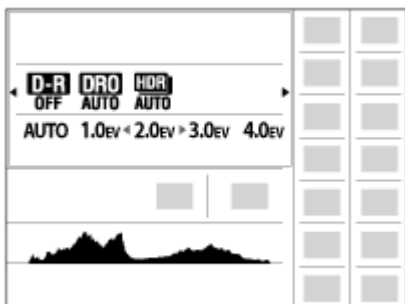 D-R DRO HDR
OFF AUTO AUTO
AUTO 1.0EV 2.0EV 3.0EV 4.0EV